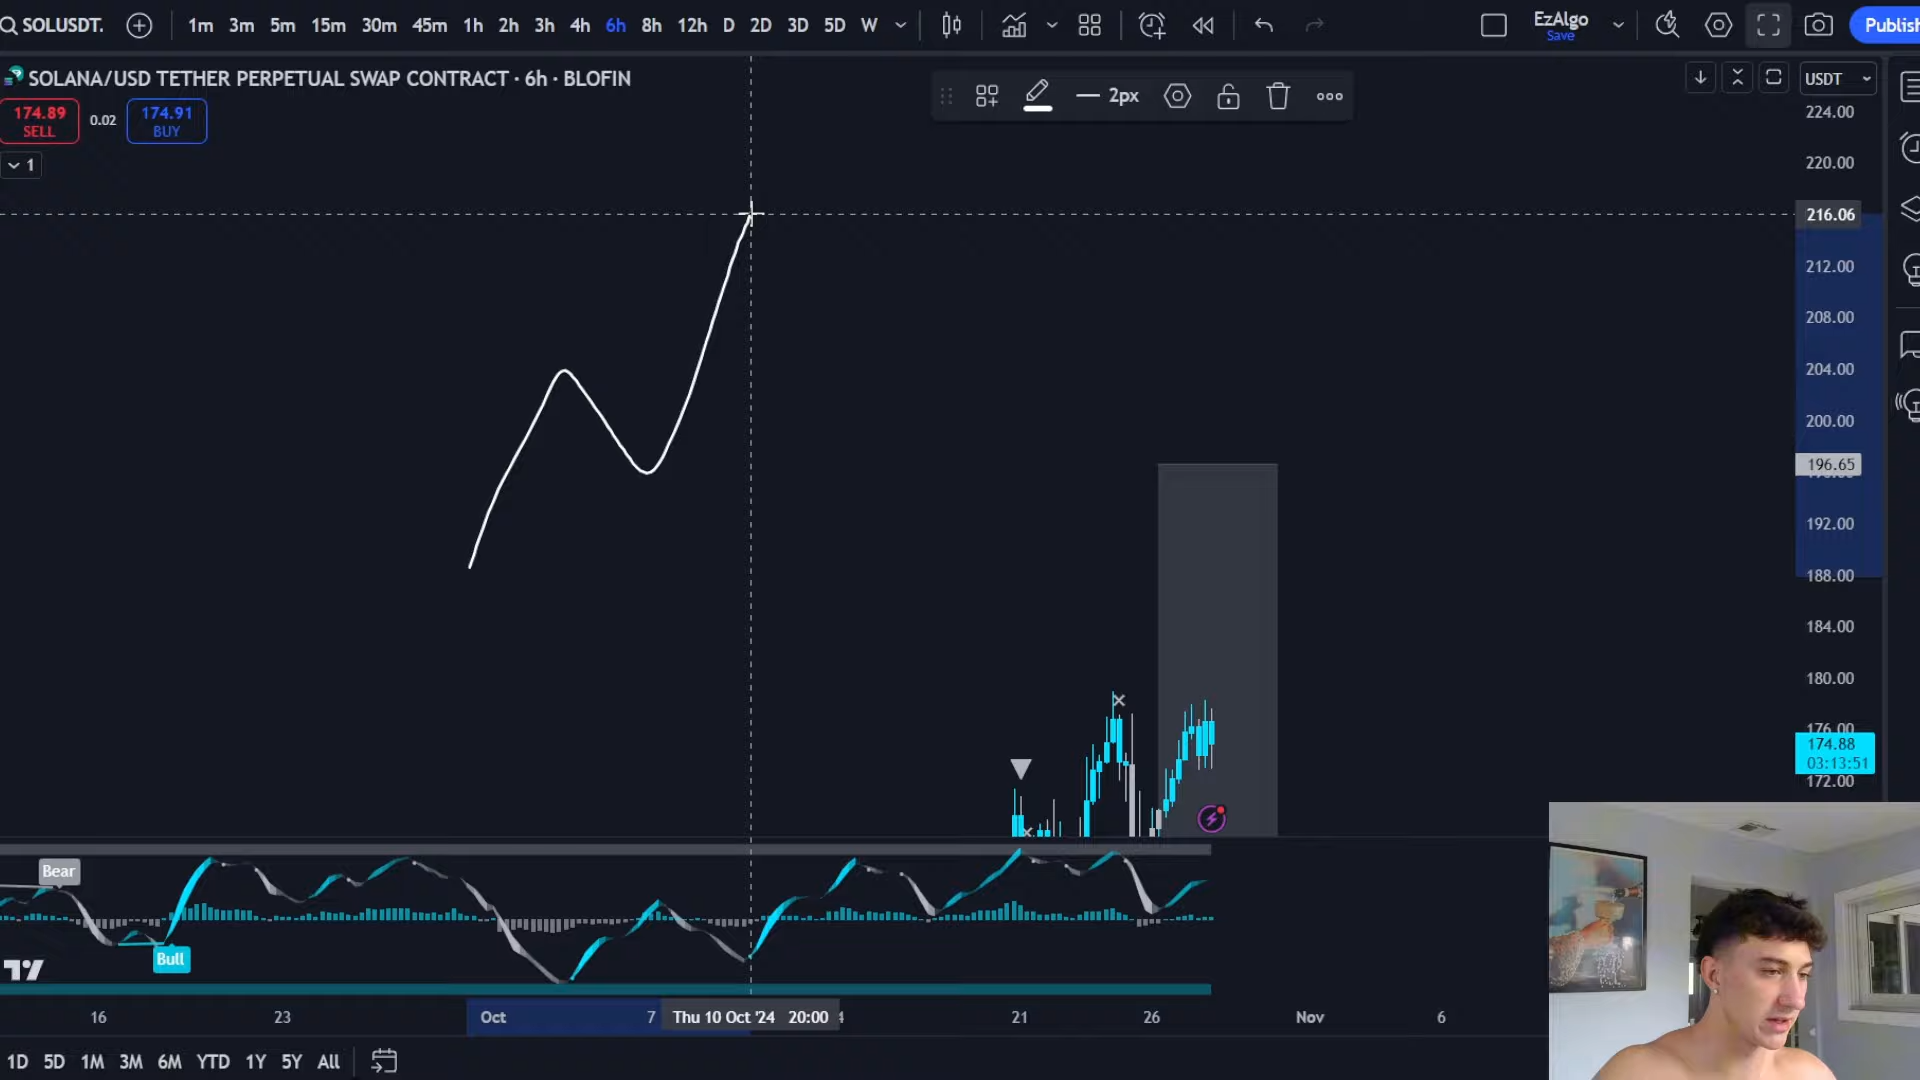 SOLUSDT.
1m 3m 5m 15m 30m 45m 1h 2h 3h 4h 6h 8h 12h D 2D 3D 5D W
EzAlgo
Save
Publish
SOLANA/USD TETHER PERPETUAL SWAP CONTRACT · 6h · BLOFIN
174.89
SELL
0.02
174.91
BUY
1
2px
USDT
224.00
220.00
216.06
212.00
208.00
204.00
200.00
196.65
192.00
188.00
184.00
180.00
176.00
174.88
03:13:51
172.00
Bear
Bull
16 23 Oct 7 Thu 10 Oct '24 20:00 4 21 26 Nov 6
1D 5D 1M 3M 6M YTD 1Y 5Y All